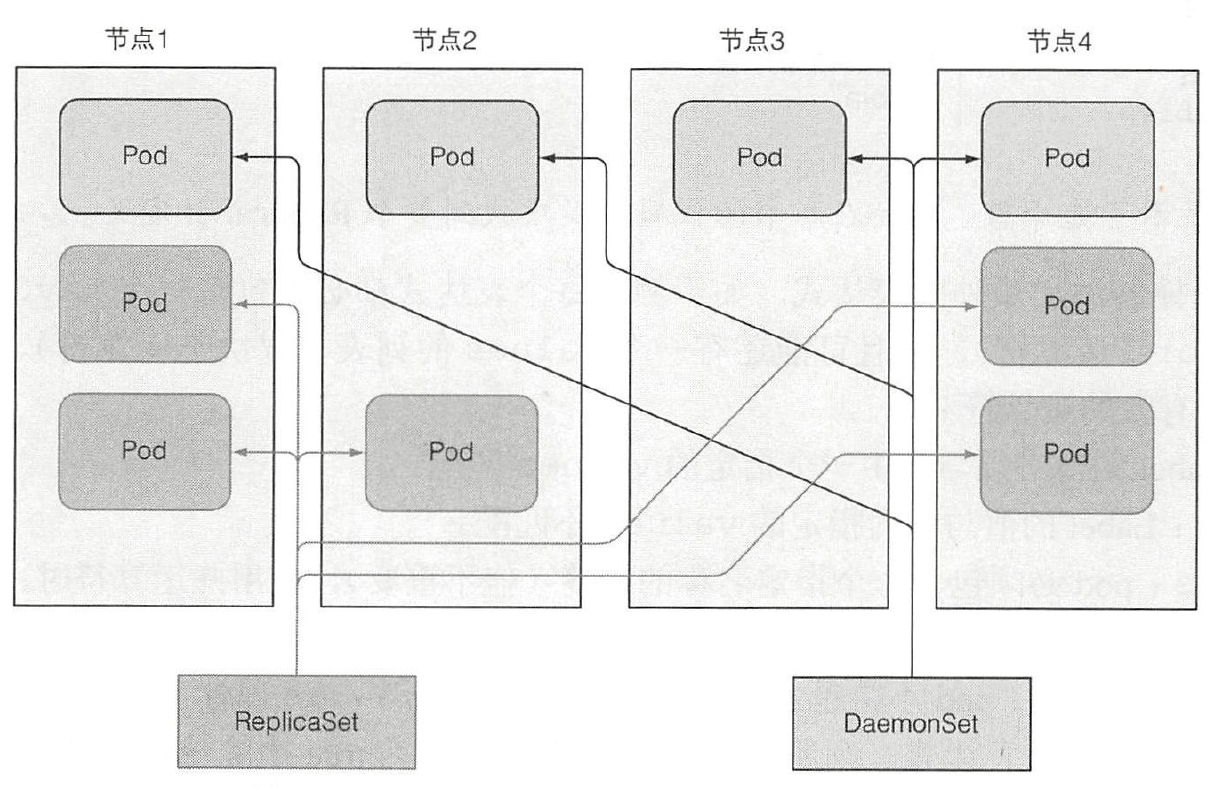 节点1 节点2 节点3 节点4
Pod Pod Pod Pod
Pod Pod
Pod Pod Pod
ReplicaSet DaemonSet